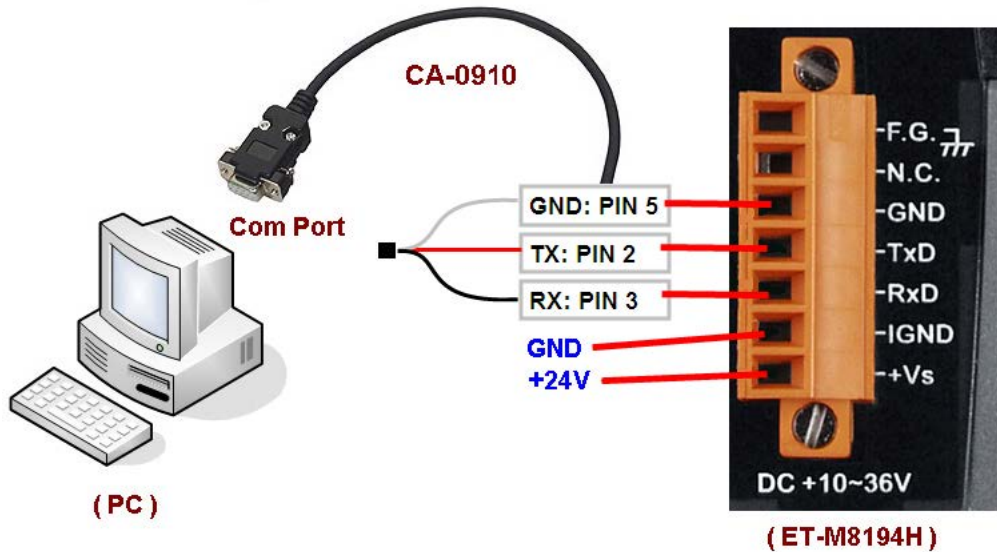 CA-0910
Com Port
GND: PIN 5
TX: PIN 2
RX: PIN 3
GND
+24V
F.G.
N.C.
GND
TxD
RxD
IGND
+Vs
DC +10~36V
( PC )
( ET-M8194H )